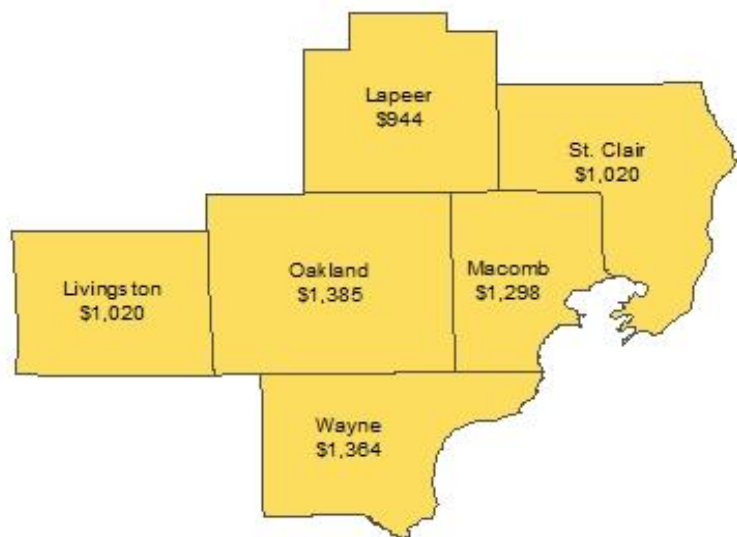 Lapeer
$944
St. Clair
$1,020
Livingston
$1,020
Oakland
$1,385
Macomb
$1,298
Wayne
$1,364